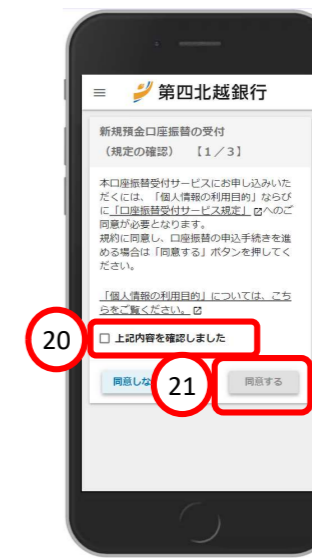 ≡ 第四北越銀行
新規預金口座振替の受付
(規定の確認) 【1/3】
本口座振替受付サービスにお申し込みいた
だくには、「個人情報の利用目的」ならび
に「口座振替受付サービス規定」へのご
同意が必要となります。
規約に同意し、口座振替の申込手続きを進
める場合は「同意する」ボタンを押してく
ださい。
「個人情報の利用目的」については、こち
らをご覧ください。
20
□ 上記内容を確認しました
同意しな
21
同意する